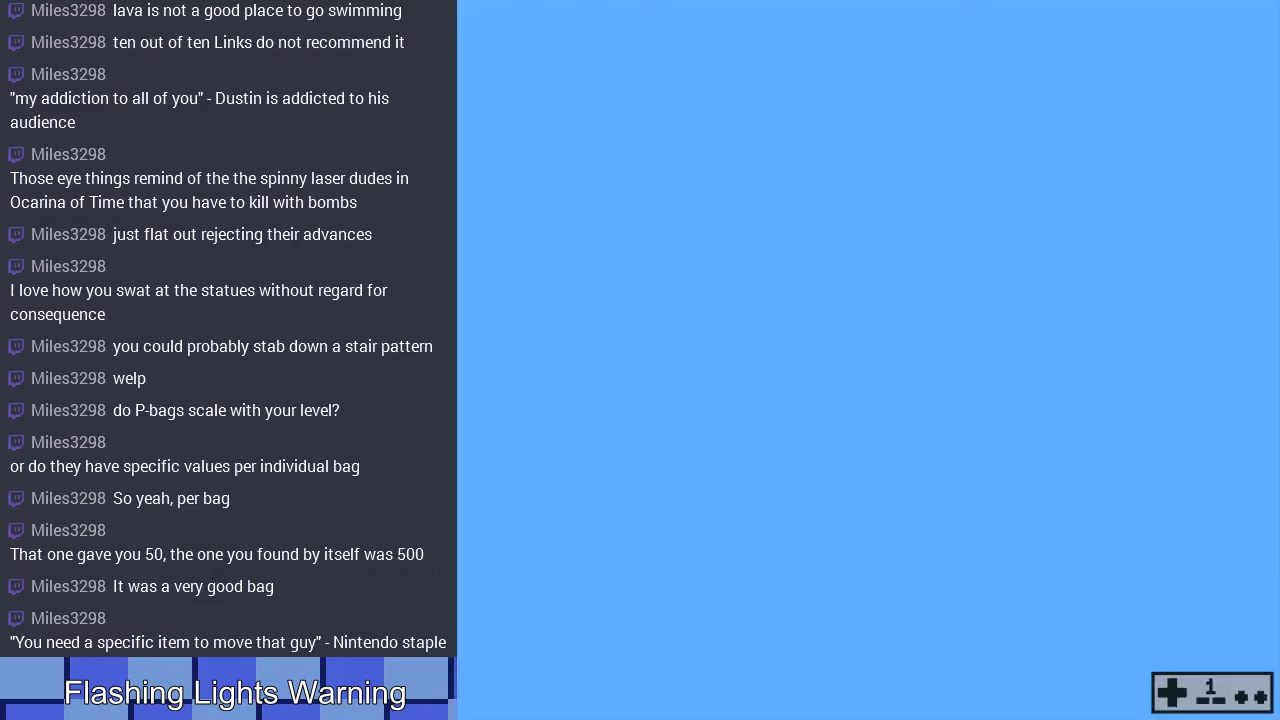 Miles3298 lava is not a good place to go swimming
Miles3298 ten out of ten Links do not recommend it
Miles3298
"my addiction to all of you" - Dustin is addicted to his
audience
Miles3298
Those eye things remind of the the spinny laser dudes in
Ocarina of Time that you have to kill with bombs
Miles3298 just flat out rejecting their advances
Miles3298
I love how you swat at the statues without regard for
consequence
Miles3298 you could probably stab down a stair pattern
Miles3298 welp
Miles3298 do P-bags scale with your level?
Miles3298
or do they have specific values per individual bag
Miles3298 So yeah, per bag
Miles3298
That one gave you 50, the one you found by itself was 500
Miles3298 It was a very good bag
Miles3298
"You need a specific item to move that guy" - Nintendo staple
Flashing Lights Warning
1